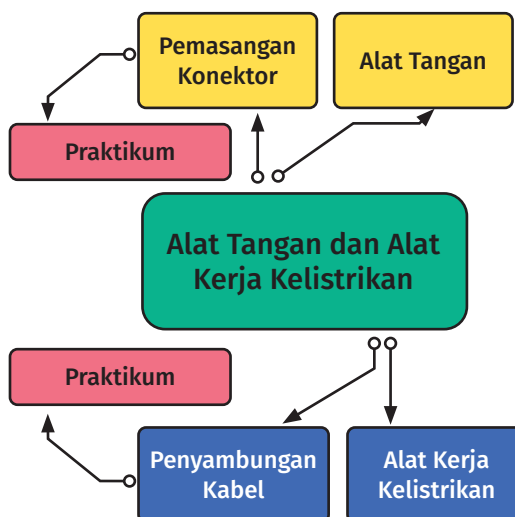 Pemasangan
Konektor
Alat Tangan
Praktikum
Alat Tangan dan Alat
Kerja Kelistrikan
Praktikum
Penyambungan
Kabel
Alat Kerja
Kelistrikan